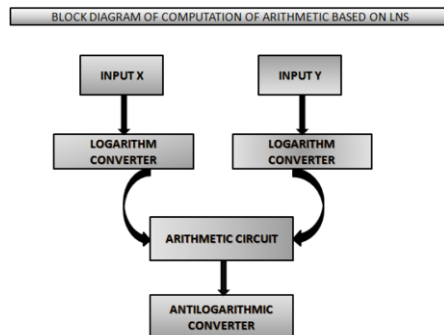 BLOCK DIAGRAM OF COMPUTATION OF ARITHMETIC BASED ON LNS
INPUT X
INPUT Y
LOGARITHM
CONVERTER
LOGARITHM
CONVERTER
ARITHMETIC CIRCUIT
ANTILOGARITHMIC
CONVERTER